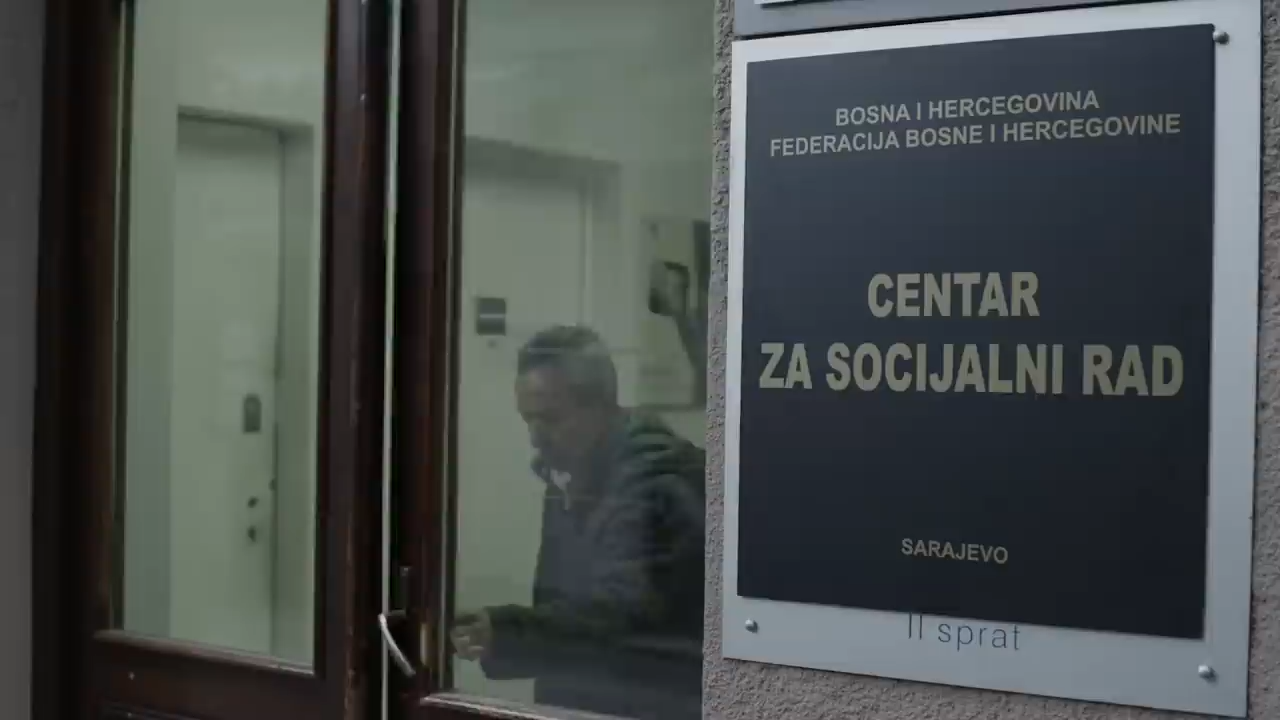 BOSNA I HERCEGOVINA
FEDERACIJA BOSNE I HERCEGOVINE
CENTAR
ZA SOCIJALNI RAD
SARAJEVO
II sprat